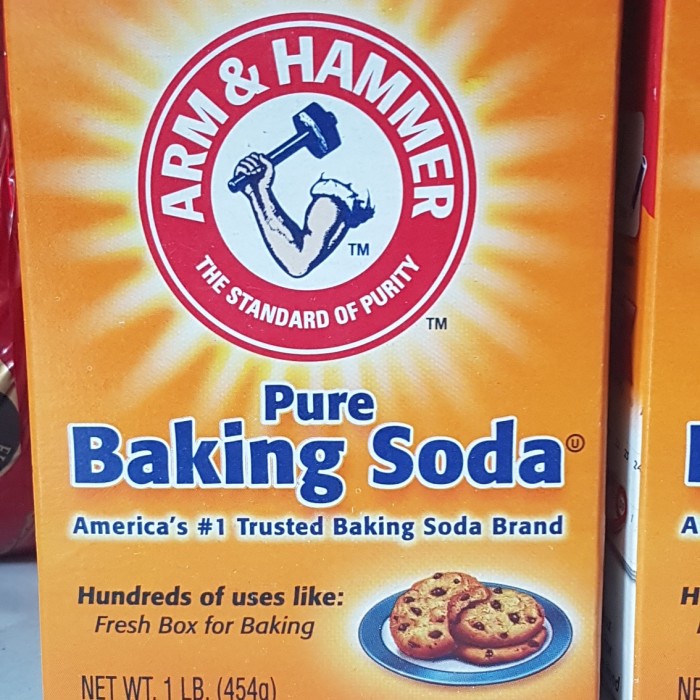 ARM & HAMMER
TM
THE STANDARD OF PURITY
TM
Pure
Baking Soda
America's #1 Trusted Baking Soda Brand
Hundreds of uses like:
Fresh Box for Baking
NET WT. 1 LB. (454g)